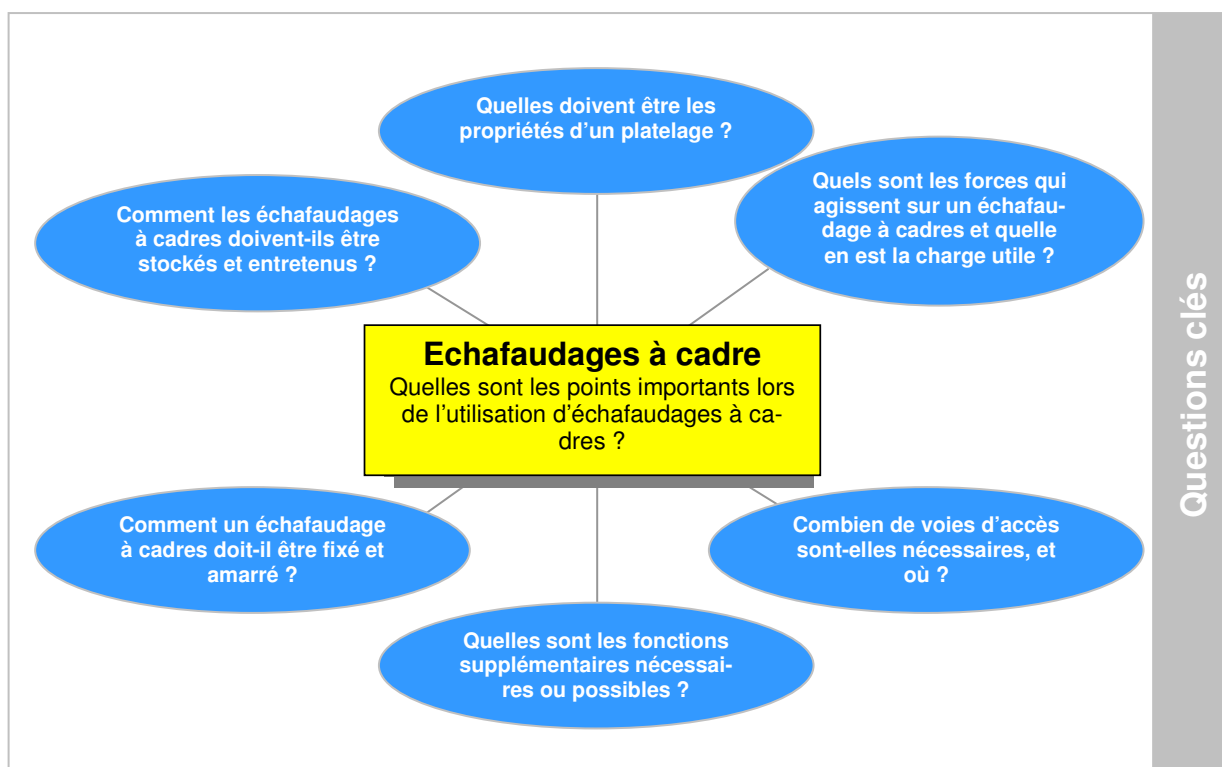 Quelles doivent être les
propriétés d’un platelage ?
Quels sont les forces qui
agissent sur un échafau-
dage à cadres et quelle
en est la charge utile ?
Comment les échafaudages
à cadres doivent-ils être
stockés et entretenus ?
Echafaudages à cadre
Quelles sont les points importants lors
de l’utilisation d’échafaudages à ca-
dres ?
Comment un échafaudage
à cadres doit-il être fixé et
amarré ?
Combien de voies d’accès
sont-elles nécessaires, et
où ?
Quelles sont les fonctions
supplémentaires nécessai-
res ou possibles ?
Questions clés